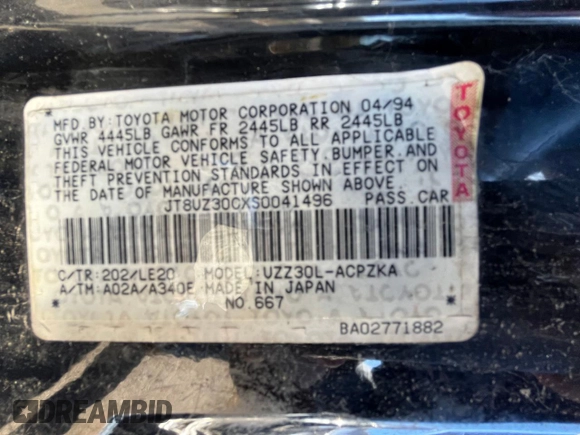 MFD.BY:TOYOTA MOTOR CORPORATION 04/94
GVWR 4445LB GAWR FR 2445LB RR 2445LB
THIS VEHICLE CONFORMS TO ALL APPLICABLE
FEDERAL MOTOR VEHICLE SAFETY,BUMPER,AND
THEFT PREVENTION STANDARDS IN EFFECT ON
THE DATE OF MANUFACTURE SHOWN ABOVE.
JT8UZ30CXS0041496 PASS.CAR
C/TR:202/LE20 MODEL:UZZ30L-ACPZKA
A/TM:A02A/A340E MADE IN JAPAN
NO.667
BA02771882
TOYOTA
DREAMBID